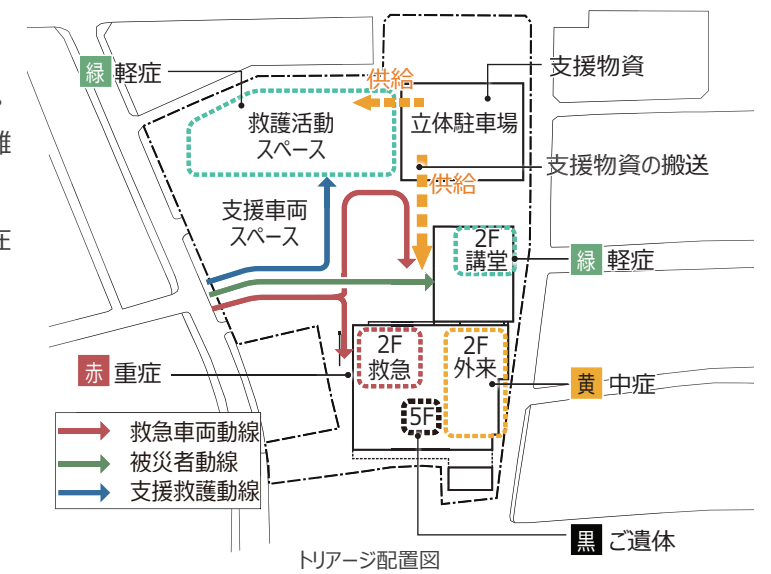 緑 軽症
供給
支援物資
救護活動
スペース
立体駐車場
支援物資の搬送
供給
支援車両
スペース
2F
講堂
緑 軽症
2F
救急
2F
外来
赤 重症
黄 中症
5F
救急車両動線
被災者動線
支援救護動線
黒 ご遺体
トリアージ配置図